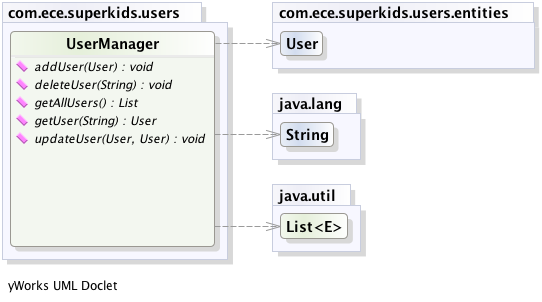 com.ece.superkids.users
UserManager
addUser(User) : void
deleteUser(String) : void
getAllUsers() : List
getUser(String) : User
updateUser(User, User) : void
com.ece.superkids.users.entities
User
java.lang
String
java.util
List<E>
yWorks UML Doclet